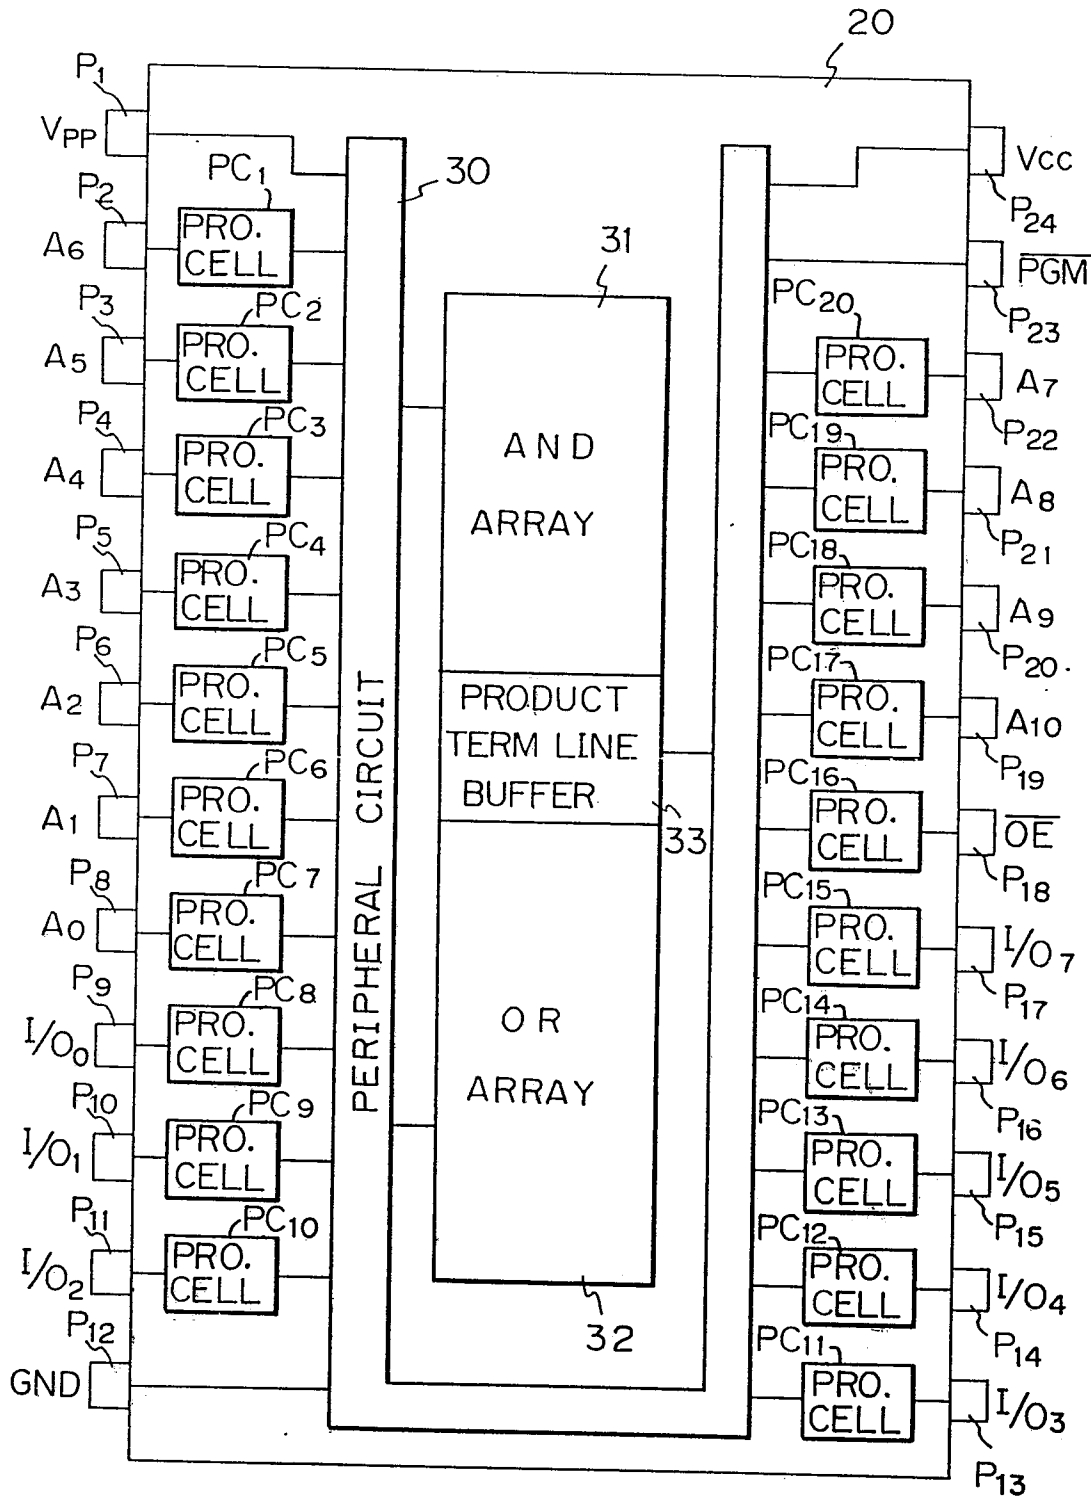 20
P1
VPP
VCC
P24
PC1
30
P2
A6
PRO.
CELL
31
PGM
P23
P3
A5
PC2
PRO.
CELL
PC20
PRO.
CELL
A7
P22
P4
A4
PC3
PRO.
CELL
AND
ARRAY
PC19
PRO.
CELL
A8
P21
P5
A3
PC4
PRO.
CELL
PC18
PRO.
CELL
A9
P20
P6
A2
PC5
PRO.
CELL
PERIPHERAL CIRCUIT
PRODUCT
TERM LINE
BUFFER
33
PC17
PRO.
CELL
A10
P19
P7
A1
PC6
PRO.
CELL
PC16
PRO.
CELL
OE
P18
P8
A0
PC7
PRO.
CELL
PC15
PRO.
CELL
I/O7
P17
P9
I/O0
PC8
PRO.
CELL
OR
ARRAY
PC14
PRO.
CELL
I/O6
P16
P10
I/O1
PC9
PRO.
CELL
PC13
PRO.
CELL
I/O5
P15
P11
I/O2
PC10
PRO.
CELL
PC12
PRO.
CELL
I/O4
P14
32
P12
GND
PC11
PRO.
CELL
I/O3
P13